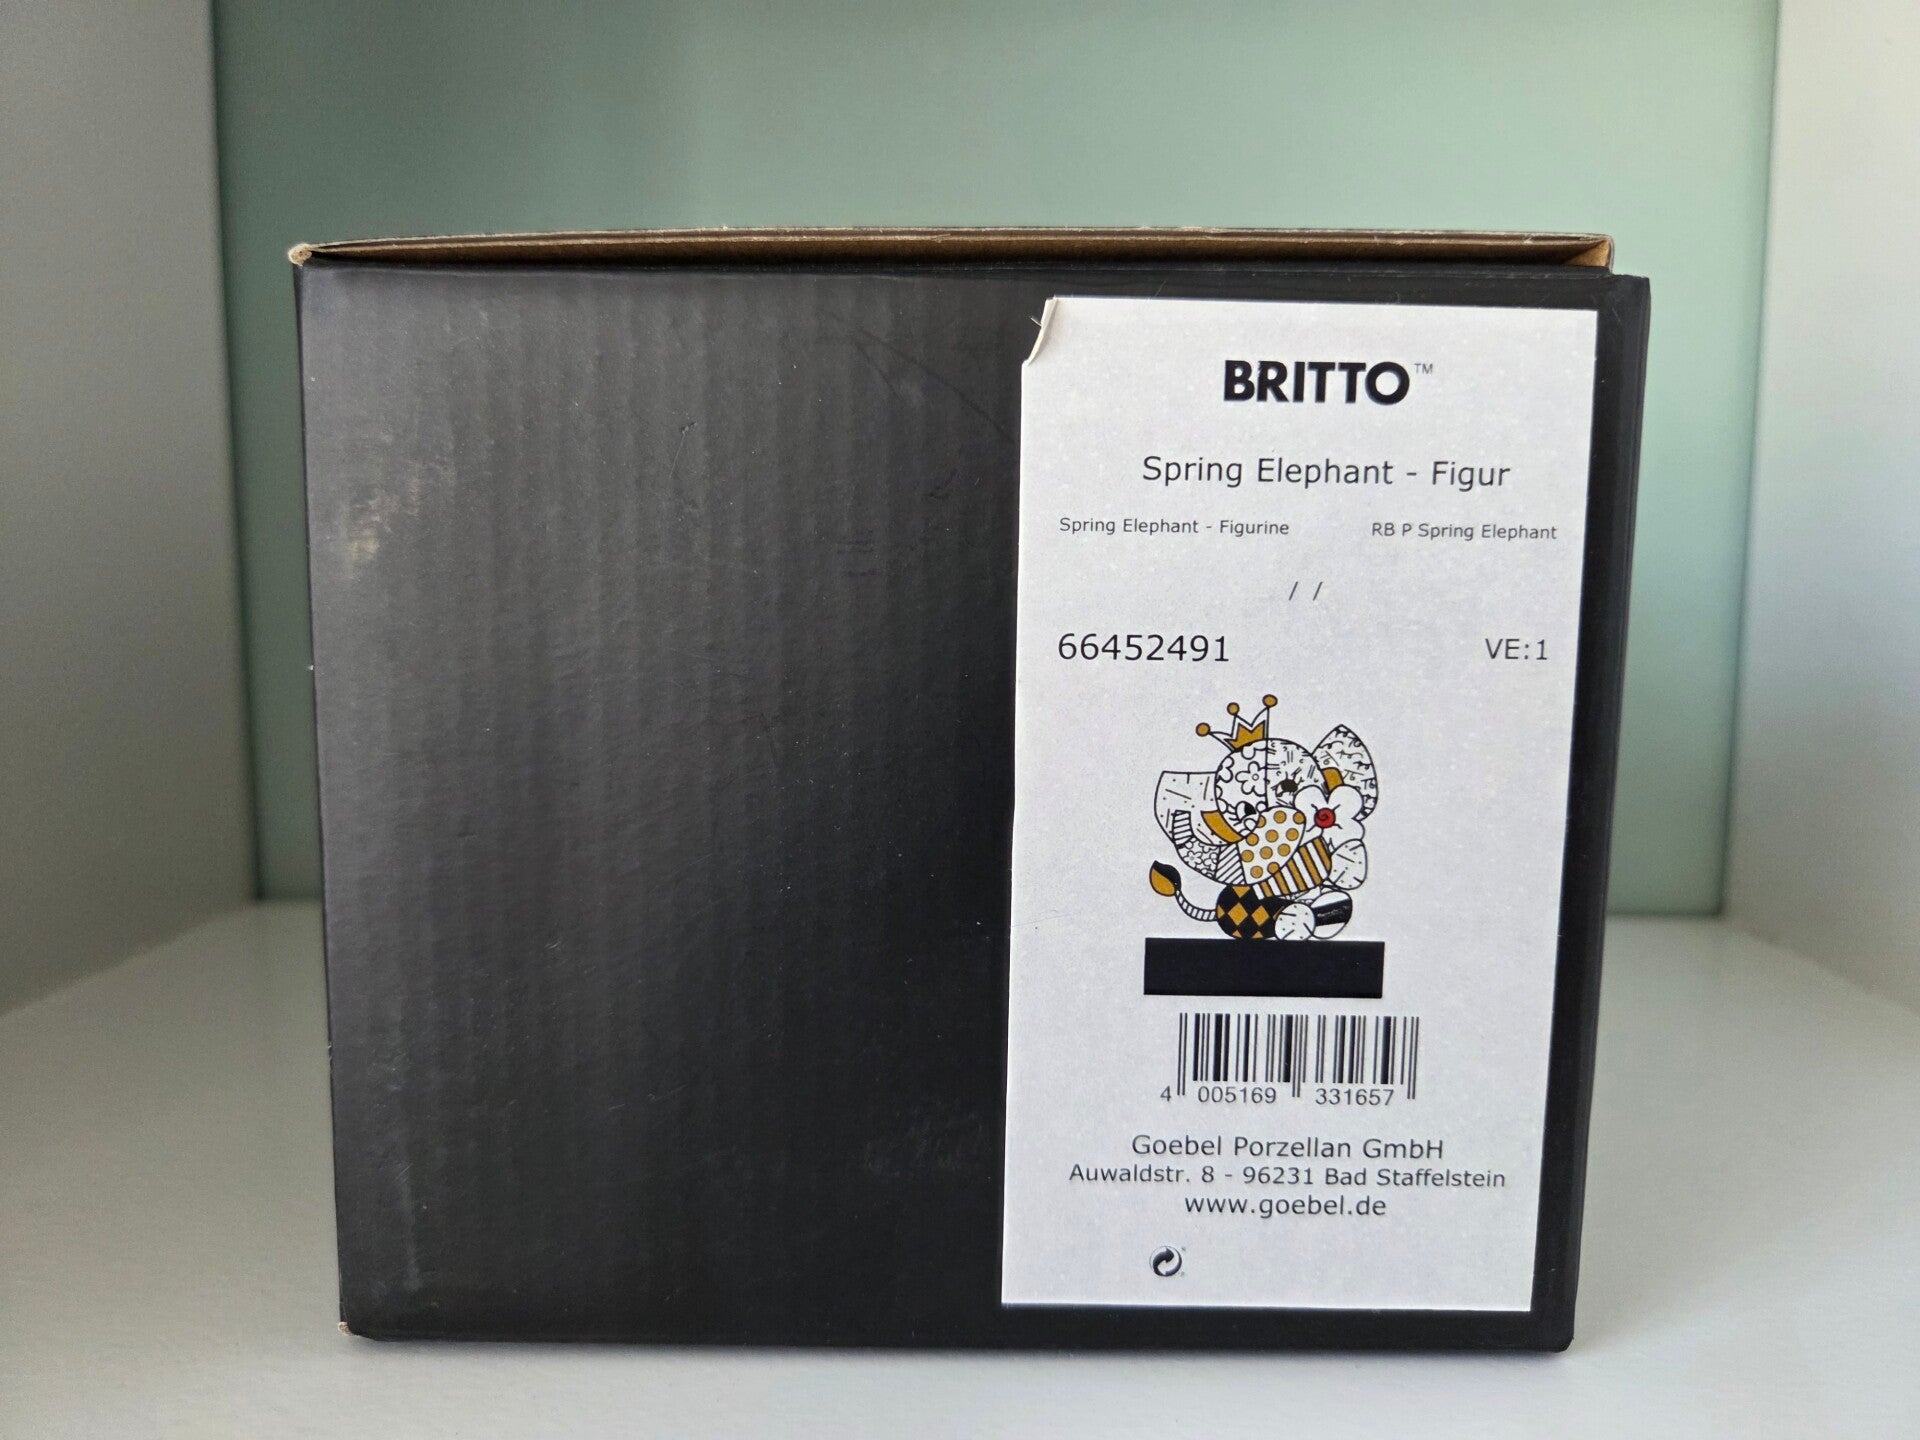 BRITTO™
Spring Elephant - Figur
Spring Elephant - Figurine RB P Spring Elephant
/ /
66452491 VE:1
4 005169 331657
Goebel Porzellan GmbH
Auwaldstr. 8 - 96231 Bad Staffelstein
www.goebel.de